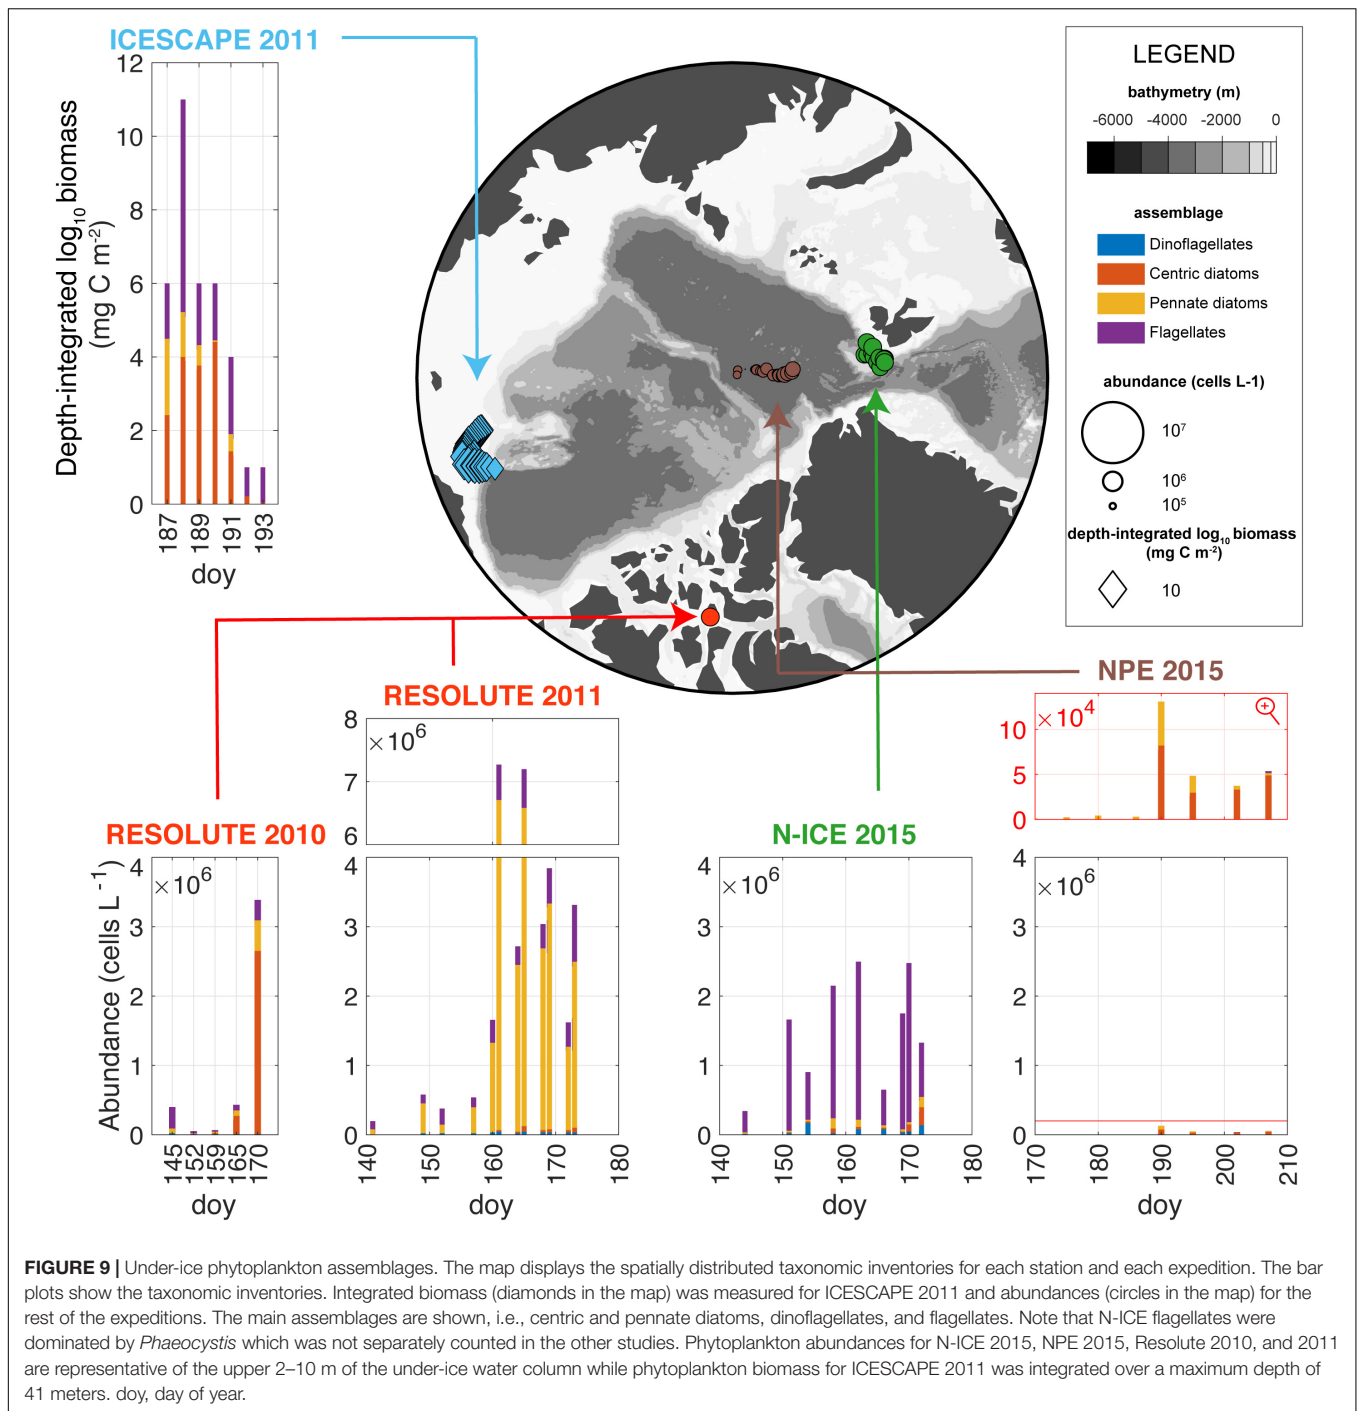 ICESCAPE 2011
Depth-integrated log10 biomass
(mg C m-2)
12
10
8
6
4
2
0
187
189
191
193
doy
LEGEND
bathymetry (m)
-6000 -4000 -2000 0
assemblage
Dinoflagellates
Centric diatoms
Pennate diatoms
Flagellates
abundance (cells L-1)
10⁷
10⁶
10⁵
depth-integrated log10 biomass
(mg C m-2)
10
RESOLUTE 2011
8
×10⁶
7
6
4
3
2
1
0
140
150
160
170
180
doy
RESOLUTE 2010
Abundance (cells L-1)
4
×10⁶
3
2
1
0
145
152
159
165
170
doy
N-ICE 2015
4
×10⁶
3
2
1
0
140
150
160
170
180
doy
NPE 2015
×10⁴
10
5
0
4
×10⁶
3
2
1
0
170
180
190
200
210
doy
FIGURE 9 | Under-ice phytoplankton assemblages. The map displays the spatially distributed taxonomic inventories for each station and each expedition. The bar
plots show the taxonomic inventories. Integrated biomass (diamonds in the map) was measured for ICESCAPE 2011 and abundances (circles in the map) for the
rest of the expeditions. The main assemblages are shown, i.e., centric and pennate diatoms, dinoflagellates, and flagellates. Note that N-ICE flagellates were
dominated by Phaeocystis which was not separately counted in the other studies. Phytoplankton abundances for N-ICE 2015, NPE 2015, Resolute 2010, and 2011
are representative of the upper 2–10 m of the under-ice water column while phytoplankton biomass for ICESCAPE 2011 was integrated over a maximum depth of
41 meters. doy, day of year.